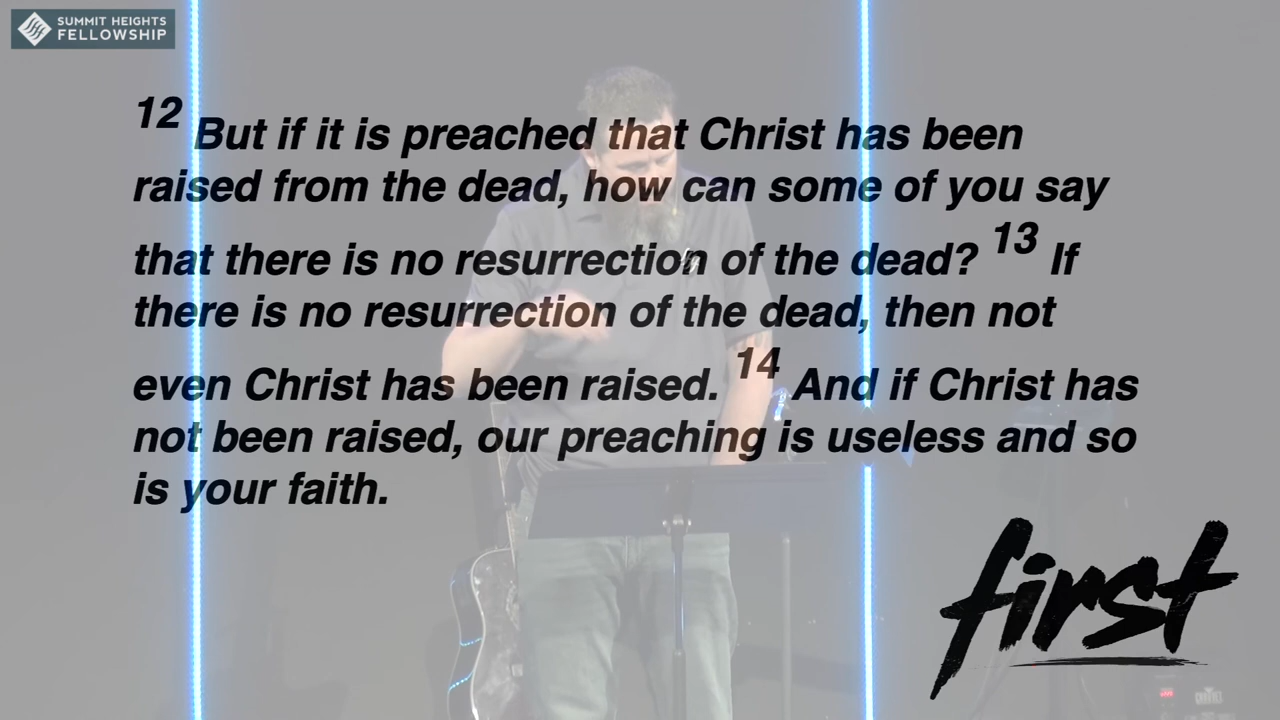 SUMMIT HEIGHTS
FELLOWSHIP
12 But if it is preached that Christ has been
raised from the dead, how can some of you say
that there is no resurrection of the dead? 13 If
there is no resurrection of the dead, then not
even Christ has been raised. 14 And if Christ has
not been raised, our preaching is useless and so
is your faith.
first